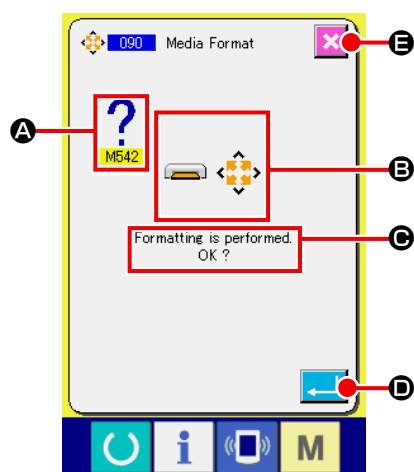 090 Media Format
E
A
?
M542
B
Formatting is performed.
OK ?
C
D
i
M